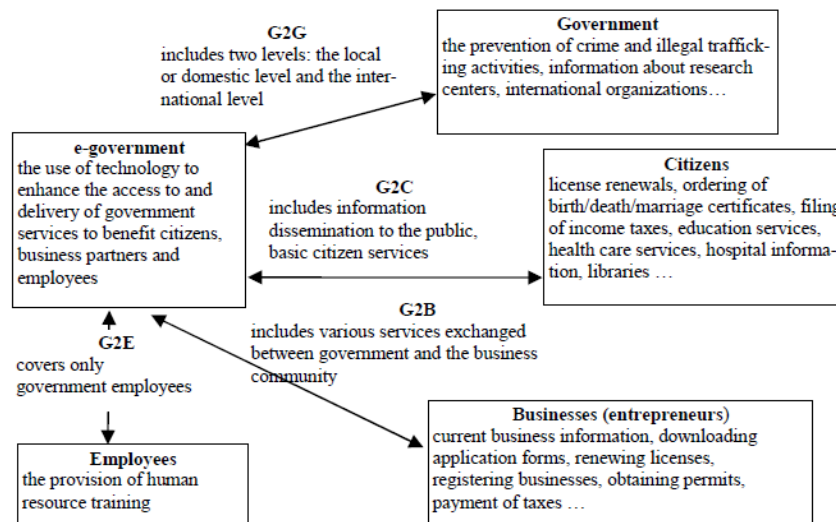 G2G
includes two levels: the local
or domestic level and the inter-
national level
Government
the prevention of crime and illegal traffick-
ing activities, information about research
centers, international organizations…
e-government
the use of technology to
enhance the access to and
delivery of government
services to benefit citizens,
business partners and
employees
G2C
includes information
dissemination to the public,
basic citizen services
Citizens
license renewals, ordering of
birth/death/marriage certificates, filing
of income taxes, education services,
health care services, hospital informa-
tion, libraries …
G2B
includes various services exchanged
between government and the business
community
G2E
covers only
government employees
Employees
the provision of human
resource training
Businesses (entrepreneurs)
current business information, downloading
application forms, renewing licenses,
registering businesses, obtaining permits,
payment of taxes …